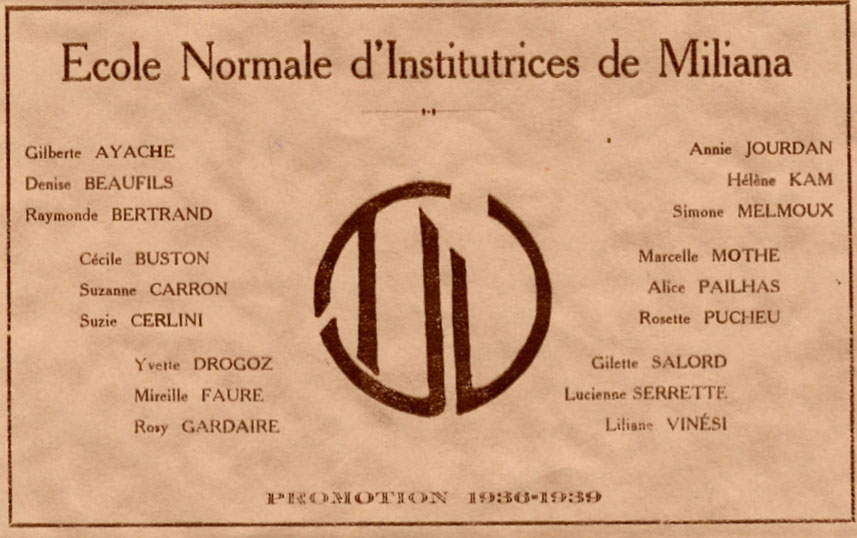 Ecole Normale d'Institutrices de Miliana
Gilberte AYACHE
Denise BEAUFILS
Raymonde BERTRAND
Cécile BUSTON
Suzanne CARRON
Suzie CERLINI
Yvette DROGOZ
Mireille FAURE
Rosy GARDAIRE
Annie JOURDAN
Hélène KAM
Simone MELMOUX
Marcelle MOTHE
Alice PAILHAS
Rosette PUCHEU
Gilette SALORD
Lucienne SERRETTE
Liliane VINÉSI
PROMOTION 1936-1939